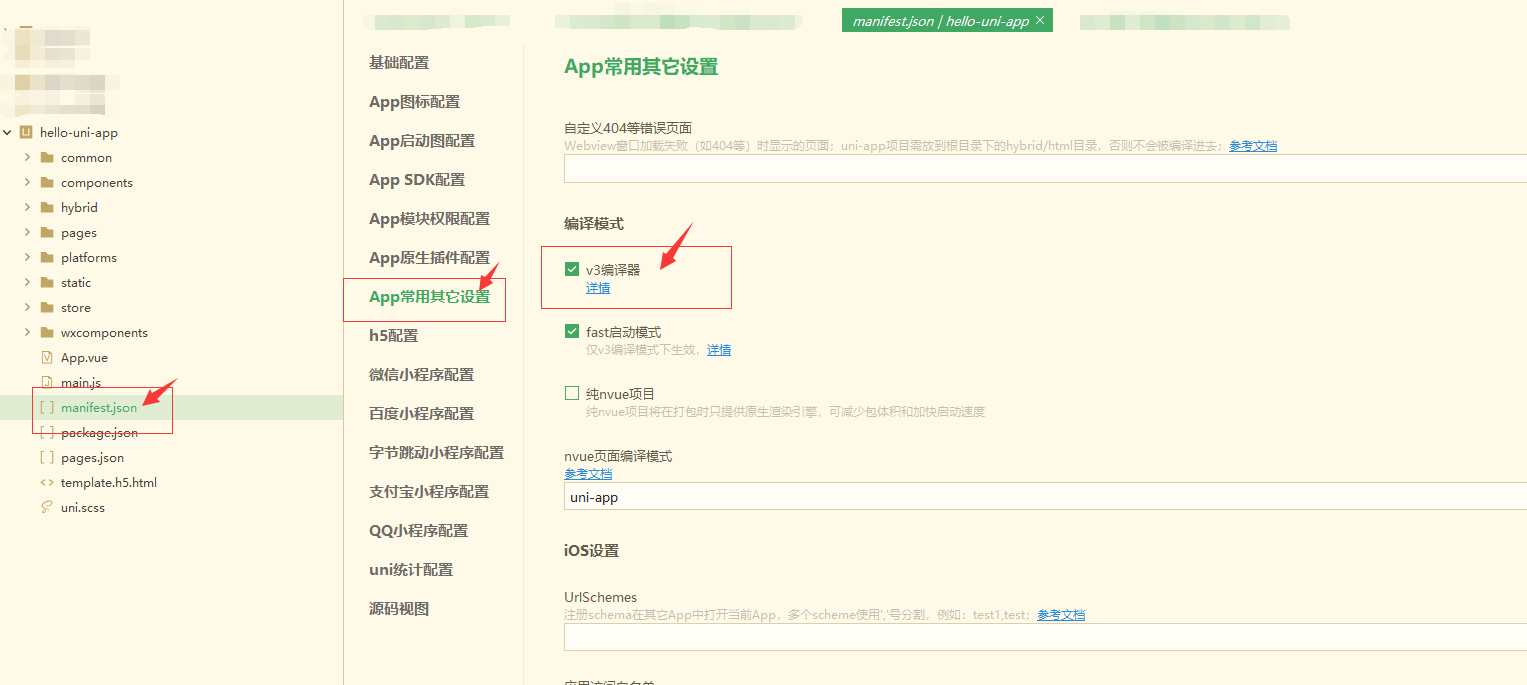 manifest.json | hello-uni-app ×
hello-uni-app
common
components
hybrid
pages
platforms
static
store
wxcomponents
App.vue
main.js
manifest.json
package.json
pages.json
template.h5.html
uni.scss
基础配置
App图标配置
App启动图配置
App SDK配置
App模块权限配置
App原生插件配置
App常用其它设置
h5配置
微信小程序配置
百度小程序配置
字节跳动小程序配置
支付宝小程序配置
QQ小程序配置
uni统计配置
源码视图
App常用其它设置
自定义404等错误页面
Webview窗口加载失败（如404等）时显示的页面；uni-app项目需放到根目录下的hybrid/html目录，否则不会被编译进去；参考文档
编译模式
v3编译器
详情
fast启动模式
仅v3编译模式下生效，详情
纯nvue项目
纯nvue项目将在打包时只提供原生渲染引擎，可减少包体积和加快启动速度
nvue页面编译模式
参考文档
uni-app
iOS设置
UrlSchemes
注册schema在其它App中打开当前App，多个scheme使用','号分割，例如：test1,test；参考文档